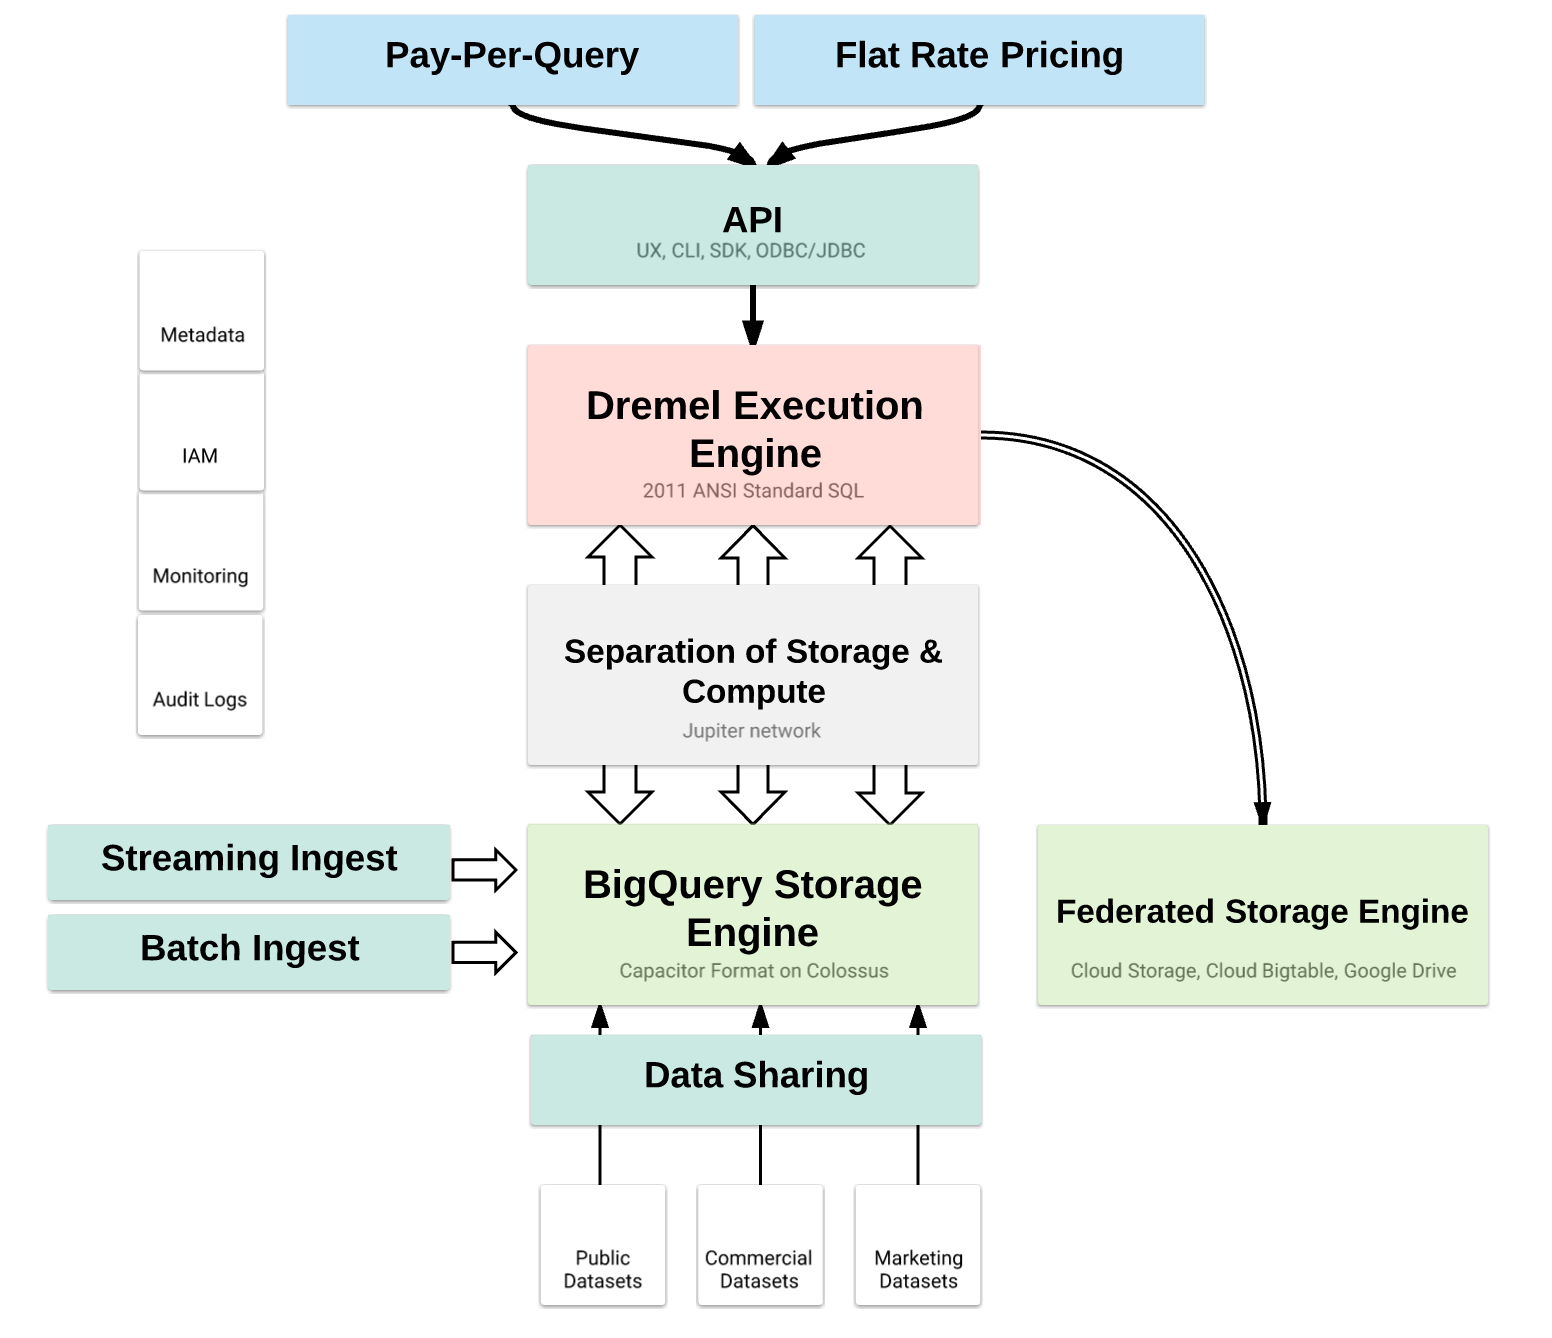 Pay-Per-Query
Flat Rate Pricing
API
UX, CLI, SDK, ODBC/JDBC
Metadata
IAM
Monitoring
Audit Logs
Dremel Execution
Engine
2011 ANSI Standard SQL
Separation of Storage &
Compute
Jupiter network
Streaming Ingest
Batch Ingest
BigQuery Storage
Engine
Capacitor Format on Colossus
Federated Storage Engine
Cloud Storage, Cloud Bigtable, Google Drive
Data Sharing
Public
Datasets
Commercial
Datasets
Marketing
Datasets